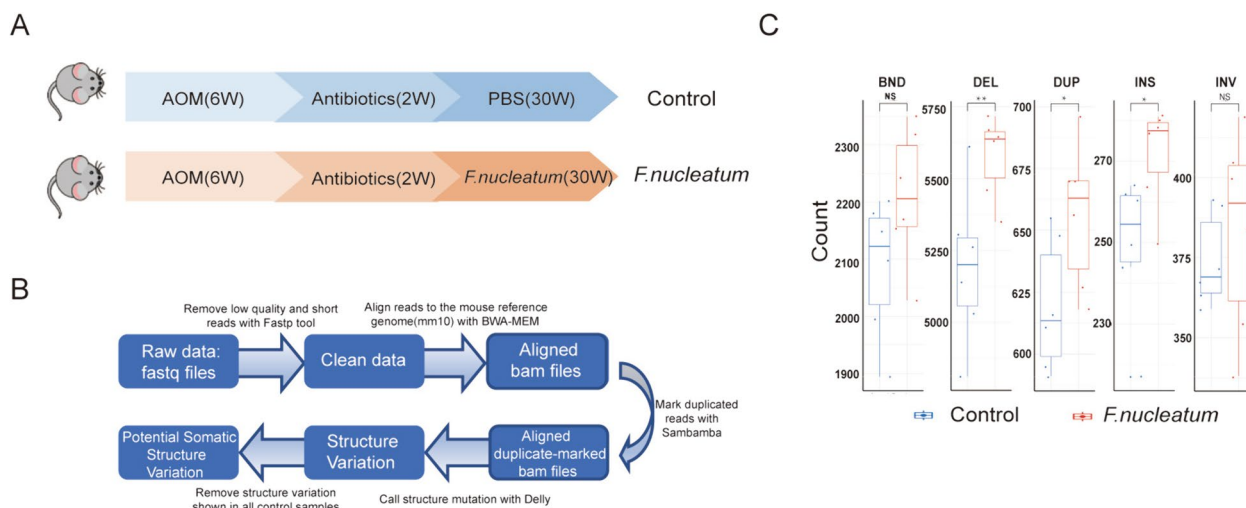 A
AOM(6W)
Antibiotics(2W)
PBS(30W)
Control
AOM(6W)
Antibiotics(2W)
F.nucleatum(30W)
F.nucleatum
B
Remove low quality and short
reads with Fastp tool
Align reads to the mouse reference
genome(mm10) with BWA-MEM
Raw data:
fastq files
Clean data
Aligned
bam files
Mark duplicated
reads with
Sambamba
Potential Somatic
Structure
Variation
Structure
Variation
Aligned
duplicate-marked
bam files
Remove structure variation
shown in all control samples
Call structure mutation with Delly
C
Count
BND
NS
2300
2200
2100
2000
1900
DEL
**
5750
5500
5250
5000
DUP
*
700
675
650
625
600
INS
*
270
250
230
INV
NS
400
375
350
Control
F.nucleatum